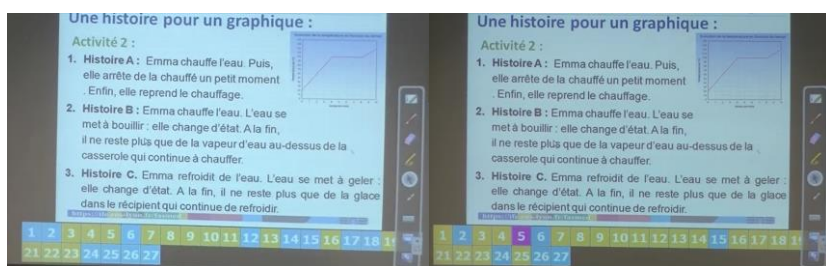 Une histoire pour un graphique :
Activité 2 :
1. Histoire A : Emma chauffe l'eau. Puis,
elle arrête de la chauffé un petit moment
. Enfin, elle reprend le chauffage.
2. Histoire B : Emma chauffe l'eau. L'eau se
met à bouillir : elle change d'état. A la fin,
il ne reste plus que de la vapeur d'eau au-dessus de la
casserole qui continue à chauffer.
3. Histoire C. Emma refroidit de l'eau. L'eau se met à geler :
elle change d'état. A la fin, il ne reste plus que de la glace
dans le récipient qui continue de refroidir.
1 2 3 4 5 6 7 8 9 10 11 12 13 14 15 16 17 18
21 22 23 24 25 26 27
Une histoire pour un graphique :
Activité 2 :
1. Histoire A : Emma chauffe l'eau. Puis,
elle arrête de la chauffé un petit moment
. Enfin, elle reprend le chauffage.
2. Histoire B : Emma chauffe l'eau. L'eau se
met à bouillir : elle change d'état. A la fin,
il ne reste plus que de la vapeur d'eau au-dessus de la
casserole qui continue à chauffer.
3. Histoire C. Emma refroidit de l'eau. L'eau se met à geler :
elle change d'état. A la fin, il ne reste plus que de la glace
dans le récipient qui continue de refroidir.
1 2 3 4 5 6 7 8 9 10 11 12 13 14 15 16 17 18
21 22 23 24 25 26 27